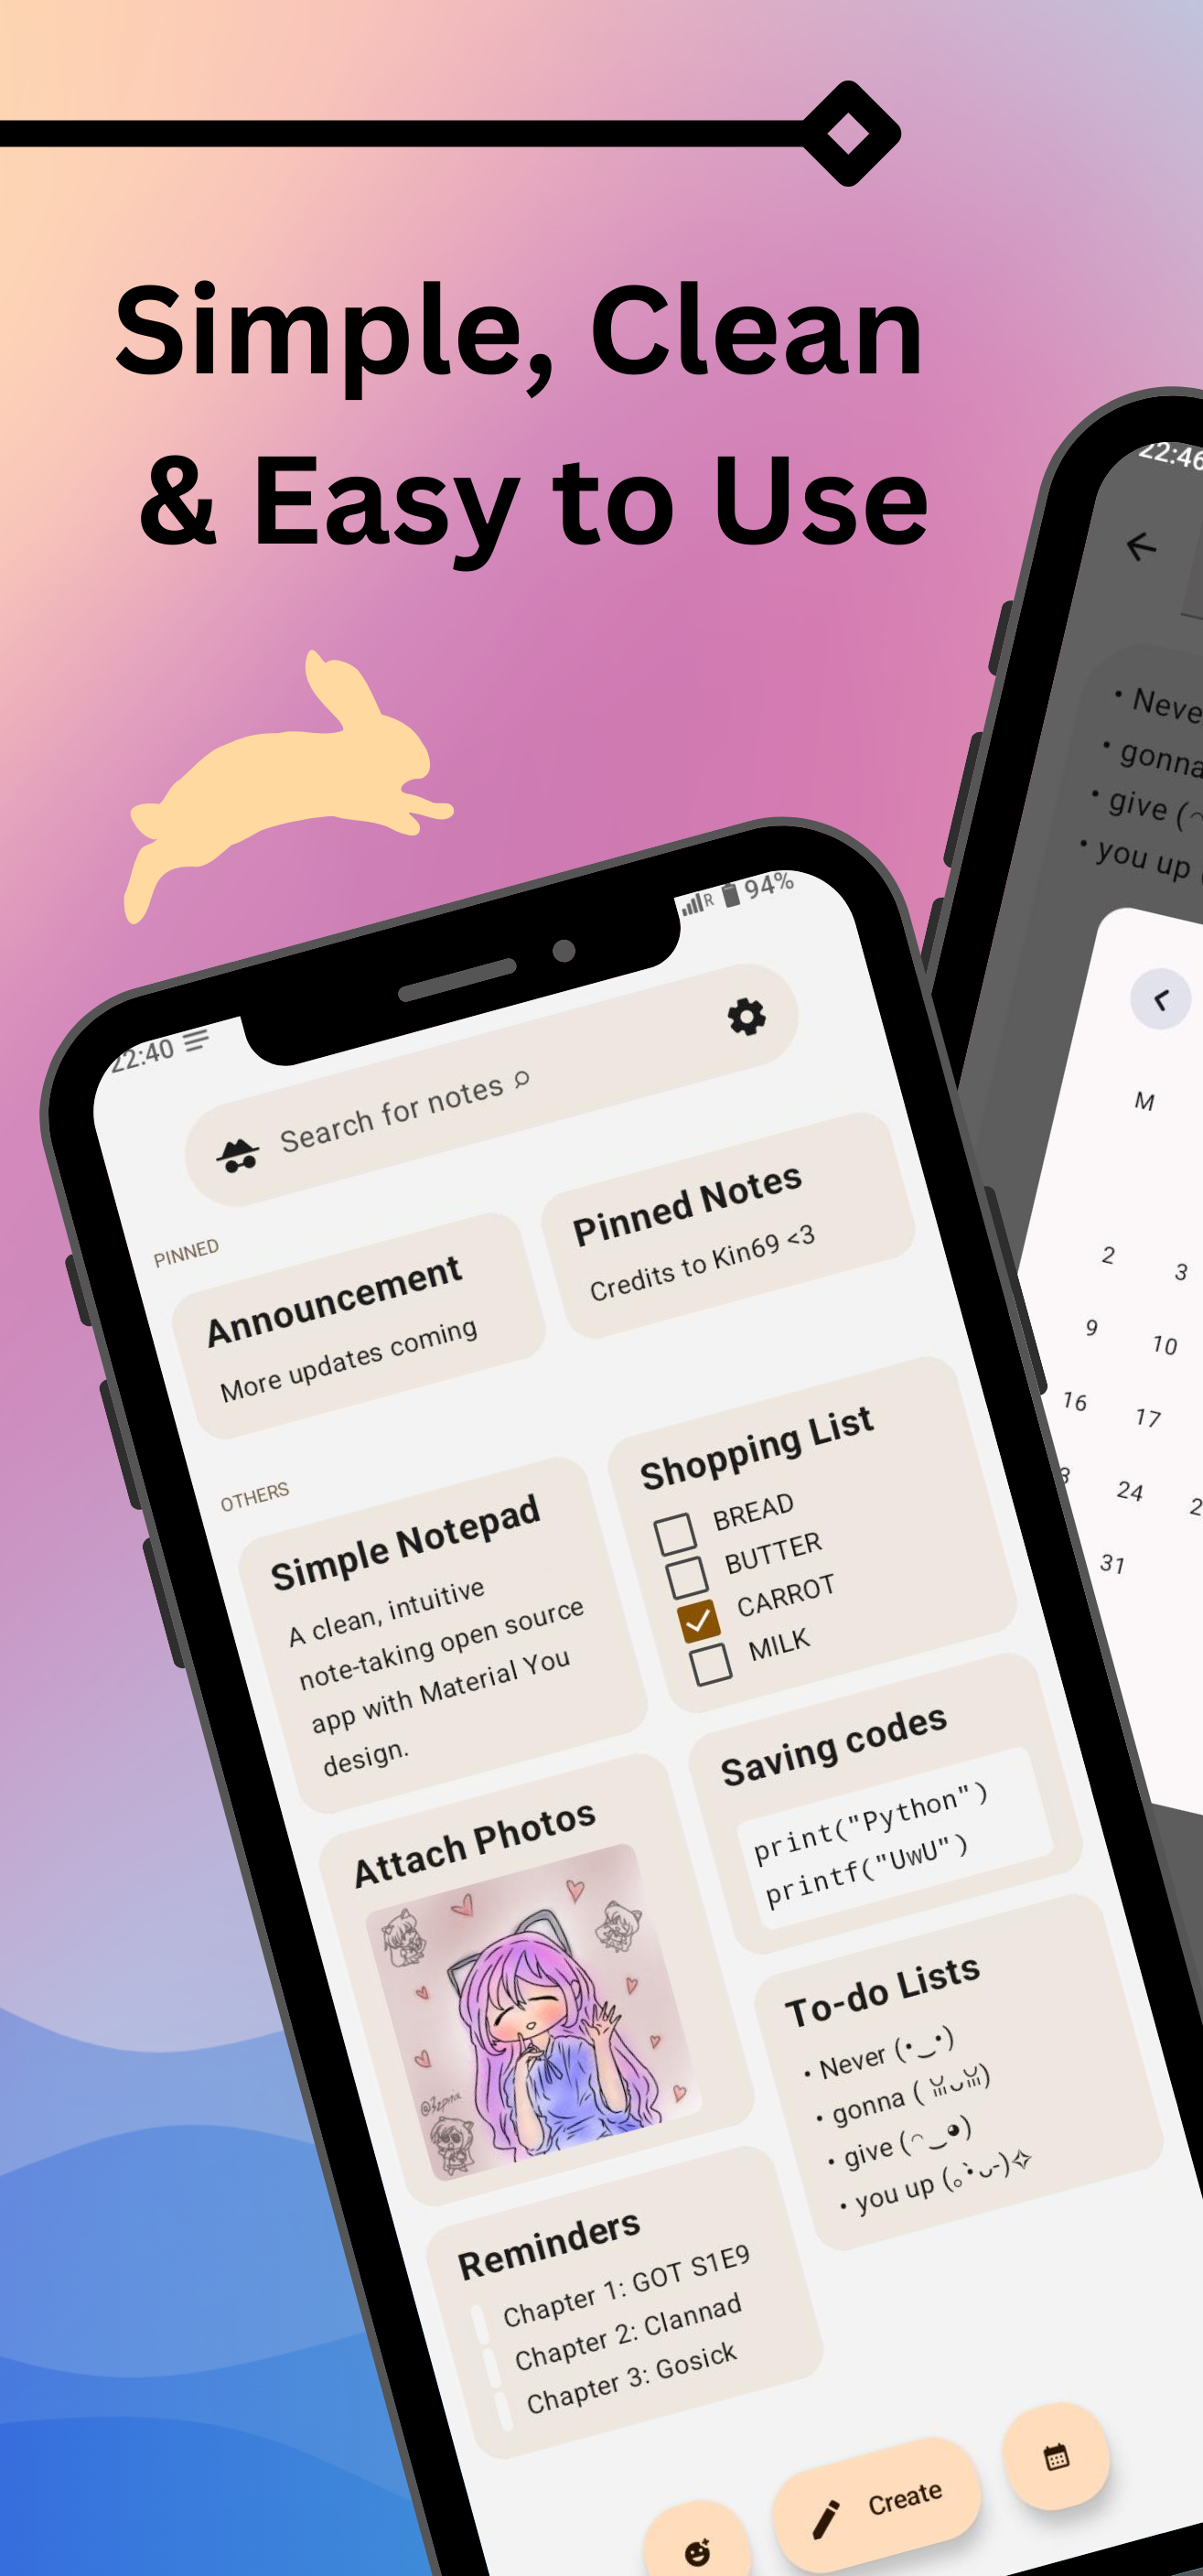 Simple, Clean
& Easy to Use
22:40
94%
Search for notes
PINNED
Announcement
More updates coming
Pinned Notes
Credits to Kin69 <3
OTHERS
Simple Notepad
A clean, intuitive
note-taking open source
app with Material You
design.
Shopping List
BREAD
BUTTER
CARROT
MILK
Attach Photos
Saving codes
print("Python")
printf("UwU")
To-do Lists
• Never (•‿•)
• gonna ( ಠᴗಠ)
• give (◠‿◕)
• you up (｡•̀ᴗ-)✧
Reminders
Chapter 1: GOT S1E9
Chapter 2: Clannad
Chapter 3: Gosick
Create
22:46
• Neve
• gonna
• give (
• you up
M
2 3
9 10
16 17
24 2
31